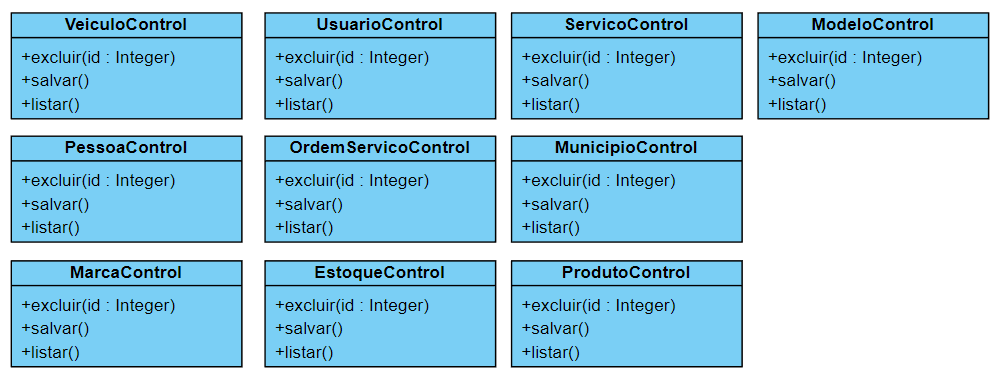 VeiculoControl
+excluir(id : Integer)
+salvar()
+listar()
UsuarioControl
+excluir(id : Integer)
+salvar()
+listar()
ServicoControl
+excluir(id : Integer)
+salvar()
+listar()
ModeloControl
+excluir(id : Integer)
+salvar()
+listar()
PessoaControl
+excluir(id : Integer)
+salvar()
+listar()
OrdemServicoControl
+excluir(id : Integer)
+salvar()
+listar()
MunicipioControl
+excluir(id : Integer)
+salvar()
+listar()
MarcaControl
+excluir(id : Integer)
+salvar()
+listar()
EstoqueControl
+excluir(id : Integer)
+salvar()
+listar()
ProdutoControl
+excluir(id : Integer)
+salvar()
+listar()